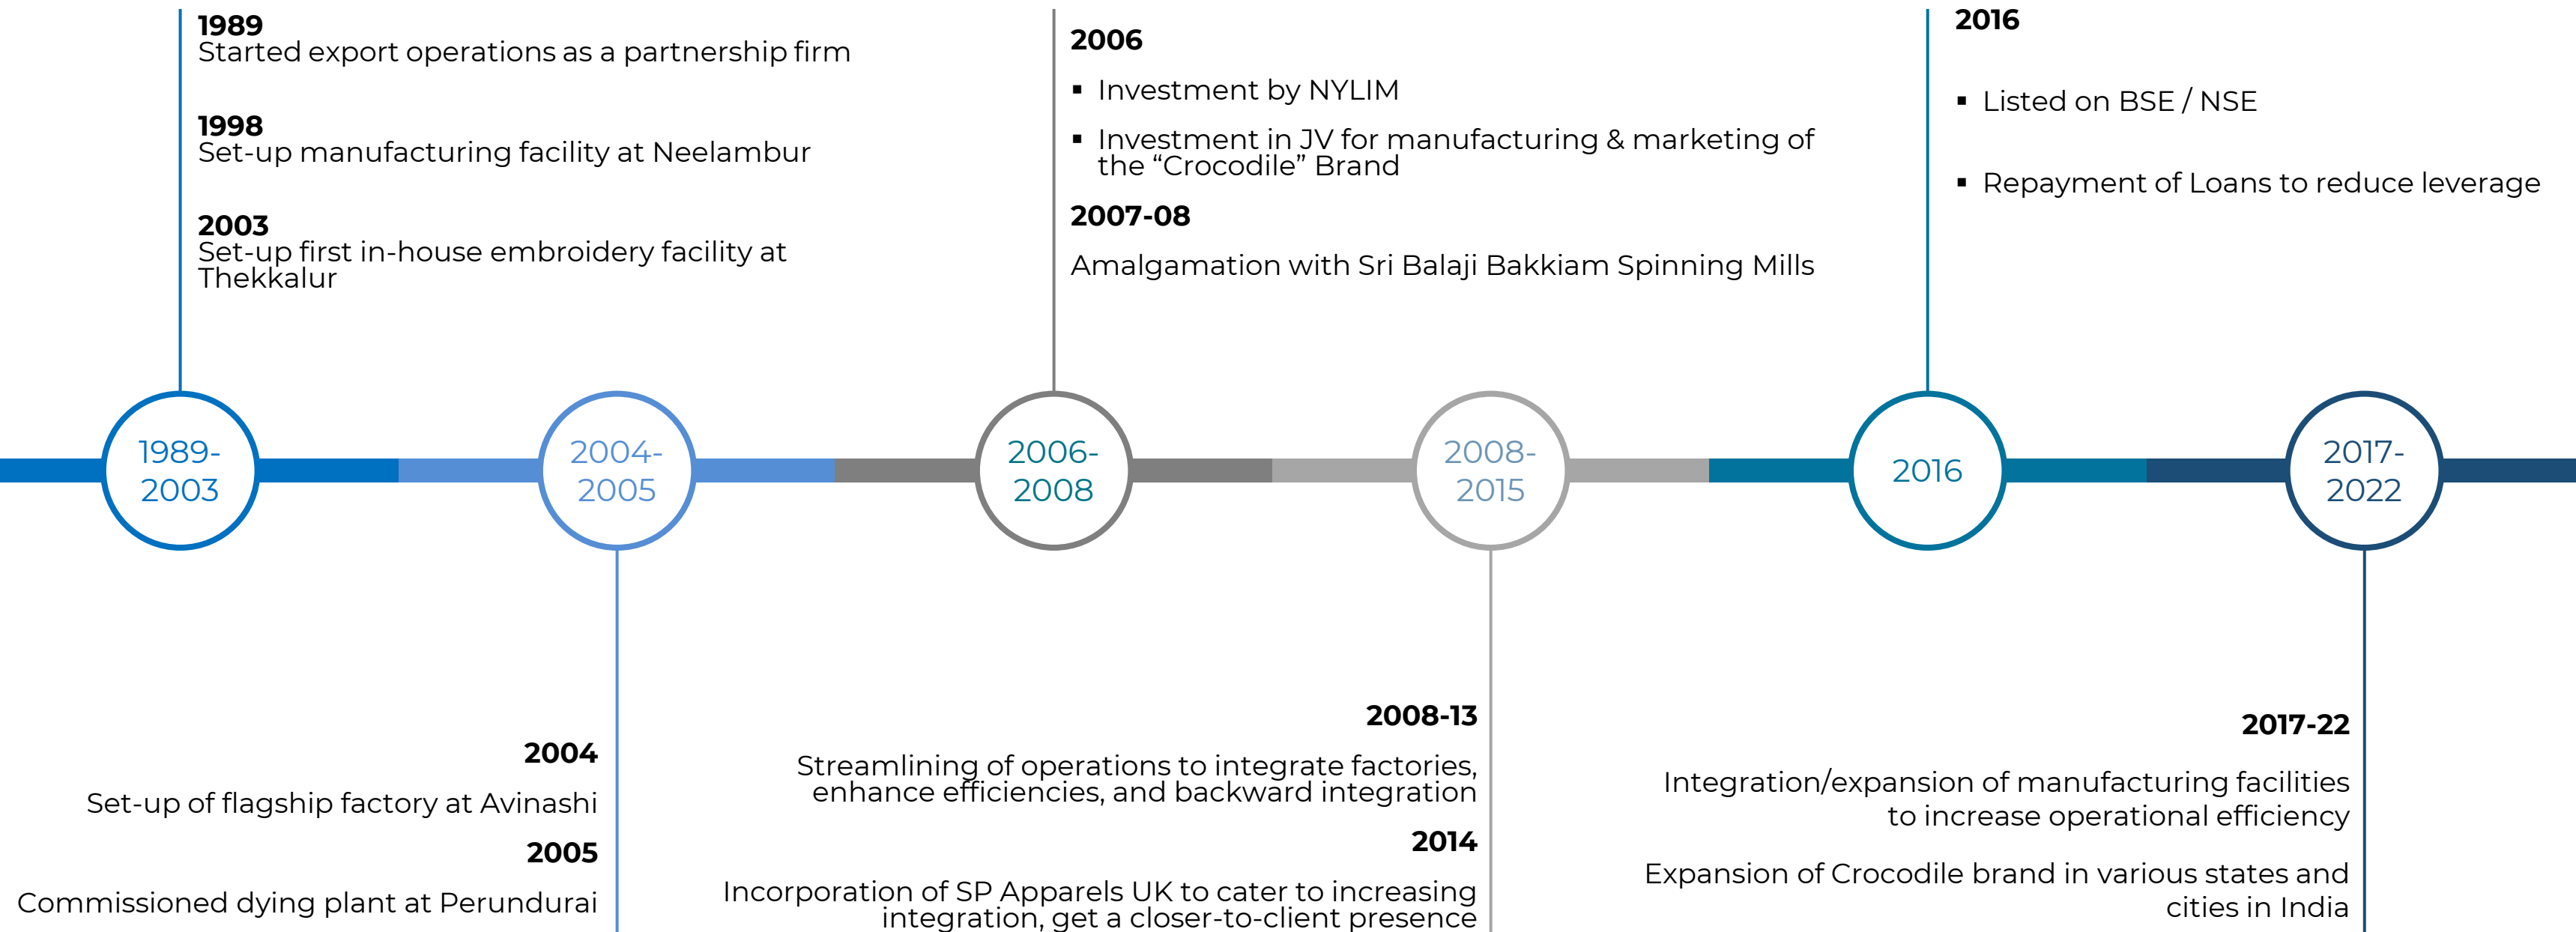 1989
Started export operations as a partnership firm
1998
Set-up manufacturing facility at Neelambur
2003
Set-up first in-house embroidery facility at
Thekkalur
2006
▪ Investment by NYLIM
▪ Investment in JV for manufacturing & marketing of
the “Crocodile” Brand
2007-08
Amalgamation with Sri Balaji Bakkiam Spinning Mills
2016
▪ Listed on BSE / NSE
▪ Repayment of Loans to reduce leverage
1989-
2003
2004-
2005
2006-
2008
2008-
2015
2016
2017-
2022
2004
Set-up of flagship factory at Avinashi
2005
Commissioned dying plant at Perundurai
2008-13
Streamlining of operations to integrate factories,
enhance efficiencies, and backward integration
2014
Incorporation of SP Apparels UK to cater to increasing
integration, get a closer-to-client presence
2017-22
Integration/expansion of manufacturing facilities
to increase operational efficiency
Expansion of Crocodile brand in various states and
cities in India